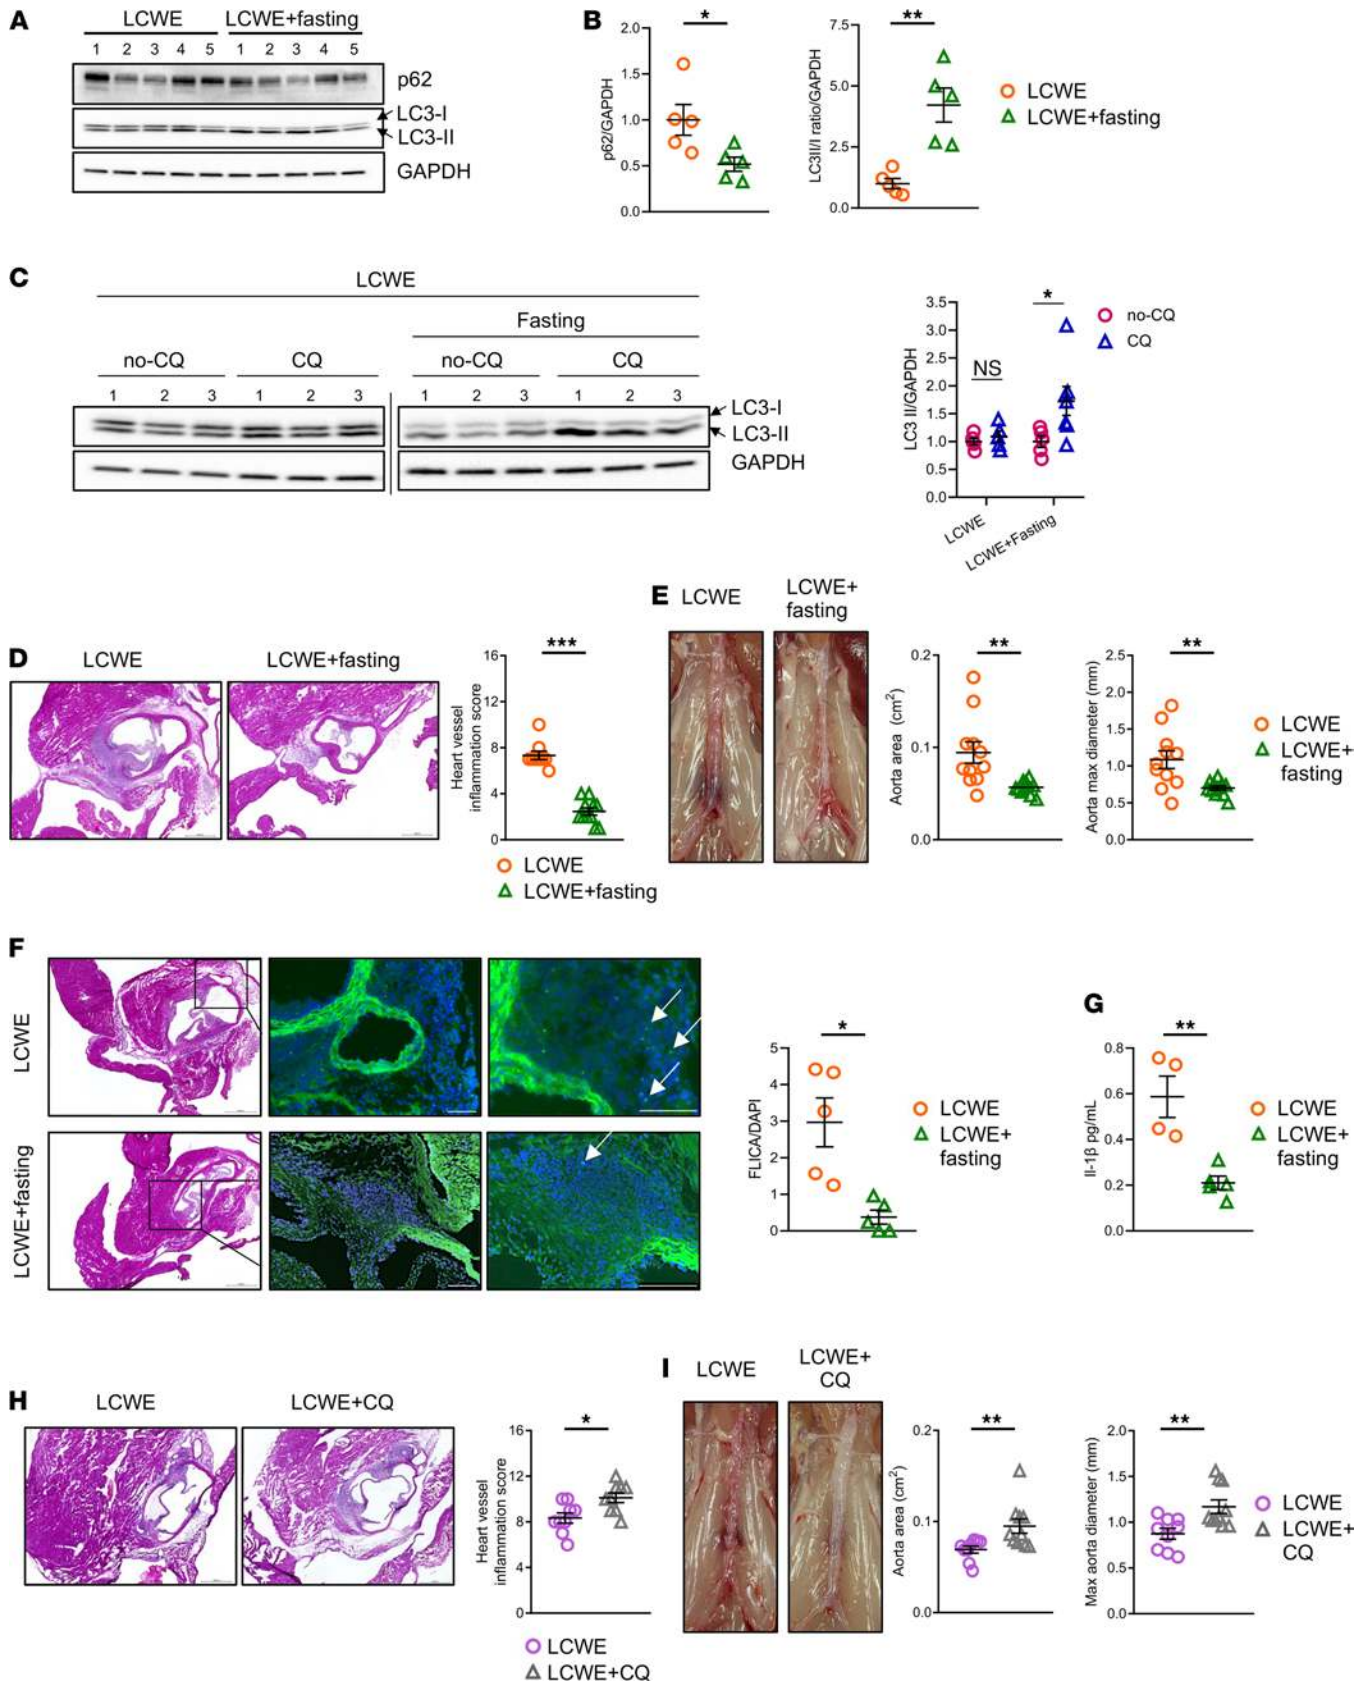 A
LCWE
LCWE+fasting
1 2 3 4 5 1 2 3 4 5
p62
LC3-I
LC3-II
GAPDH
B
*
2.0
1.5
1.0
0.5
0.0
p62/GAPDH
**
7.5
5.0
2.5
0.0
LC3II/I ratio/GAPDH
LCWE
LCWE+fasting
C
LCWE
Fasting
no-CQ
CQ
no-CQ
CQ
1 2 3 1 2 3
1 2 3 1 2 3
LC3-I
LC3-II
GAPDH
3.5
3.0
2.5
2.0
1.5
1.0
0.5
0.0
LC3 II/GAPDH
NS
*
LCWE
LCWE+Fasting
no-CQ
CQ
D
LCWE
LCWE+fasting
***
16
12
8
4
0
Heart vessel
inflammation score
LCWE
LCWE+fasting
E
LCWE
LCWE+
fasting
**
0.2
0.1
0.0
Aorta area (cm²)
**
2.5
2.0
1.5
1.0
0.5
0.0
Aorta max diameter (mm)
LCWE
LCWE+
fasting
F
LCWE
LCWE+fasting
*
5
4
3
2
1
0
FLICA/DAPI
LCWE
LCWE+
fasting
G
**
0.8
0.6
0.4
0.2
0.0
Il-1β pg/mL
LCWE
LCWE+
fasting
H
LCWE
LCWE+CQ
*
16
12
8
4
0
Heart vessel
inflammation score
LCWE
LCWE+CQ
I
LCWE
LCWE+
CQ
**
0.2
0.1
0.0
Aorta area (cm²)
**
2.0
1.5
1.0
0.5
0.0
Max aorta diameter (mm)
LCWE
LCWE+
CQ